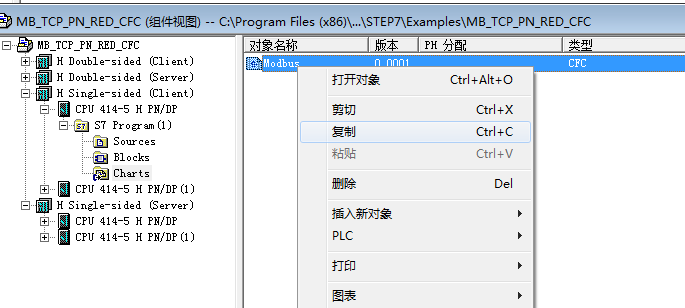 MB_TCP_PN_RED_CFC (组件视图) -- C:\Program Files (x86)\...\STEP7\Examples\MB_TCP_PN_RED_CFC
MB_TCP_PN_RED_CFC
H Double-sided (Client)
H Double-sided (Server)
H Single-sided (Client)
CPU 414-5 H PN/DP
S7 Program(1)
Sources
Blocks
Charts
CPU 414-5 H PN/DP(1)
H Single-sided (Server)
CPU 414-5 H PN/DP
CPU 414-5 H PN/DP(1)
对象名称 版本 PH 分配 类型
Modbus 0.0001 CFC
打开对象 Ctrl+Alt+O
剪切 Ctrl+X
复制 Ctrl+C
粘贴 Ctrl+V
删除 Del
插入新对象
PLC
打印
图表